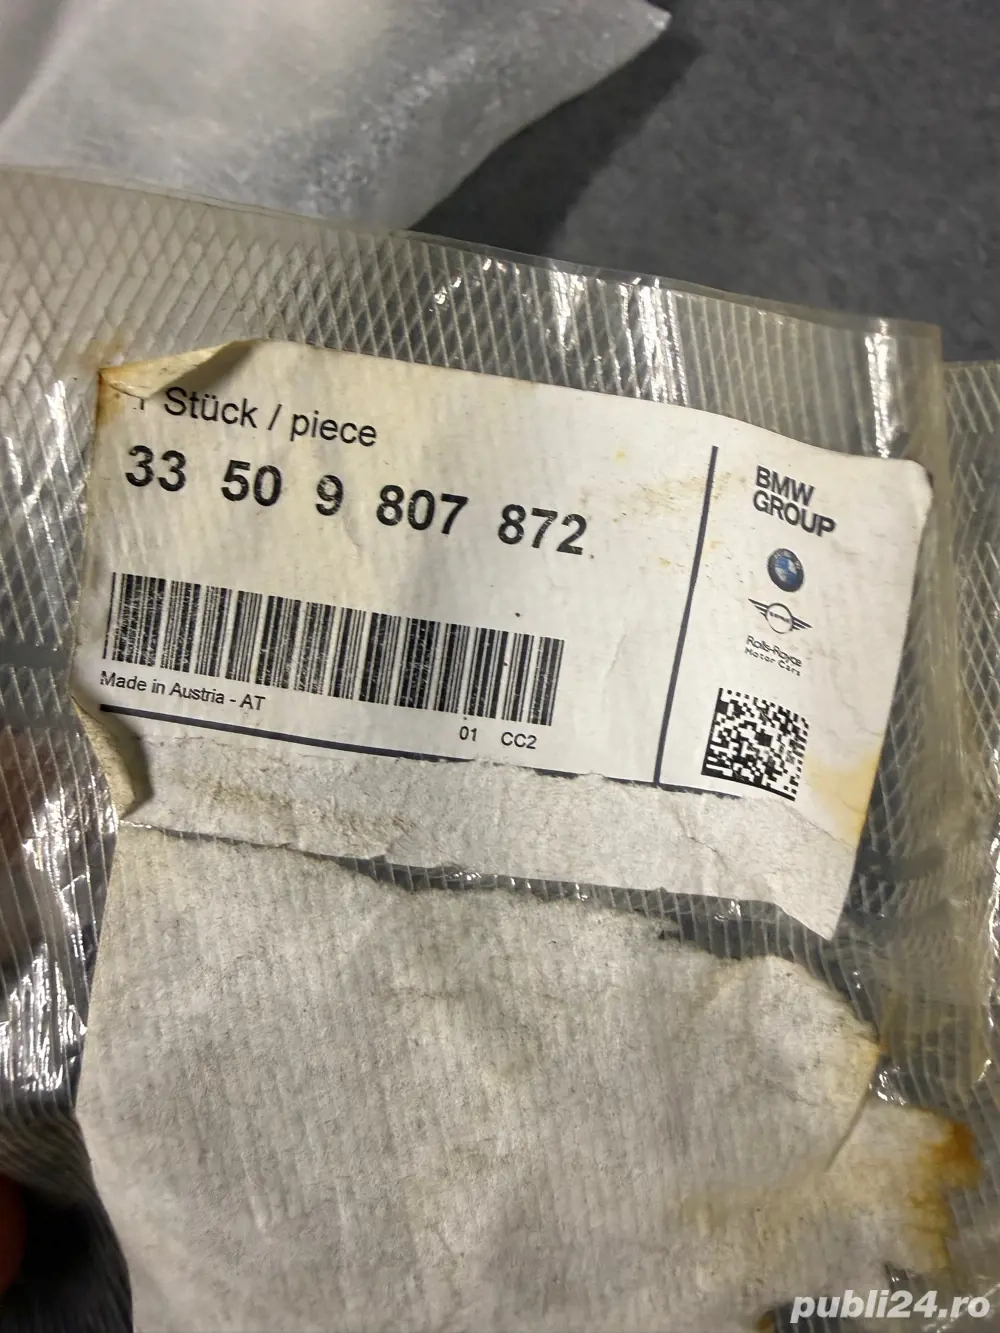 1 Stück / piece
33 50 9 807 872
Made in Austria - AT
01 CC2
BMW
GROUP
Rolls-Royce
Motor Cars
publi24.ro